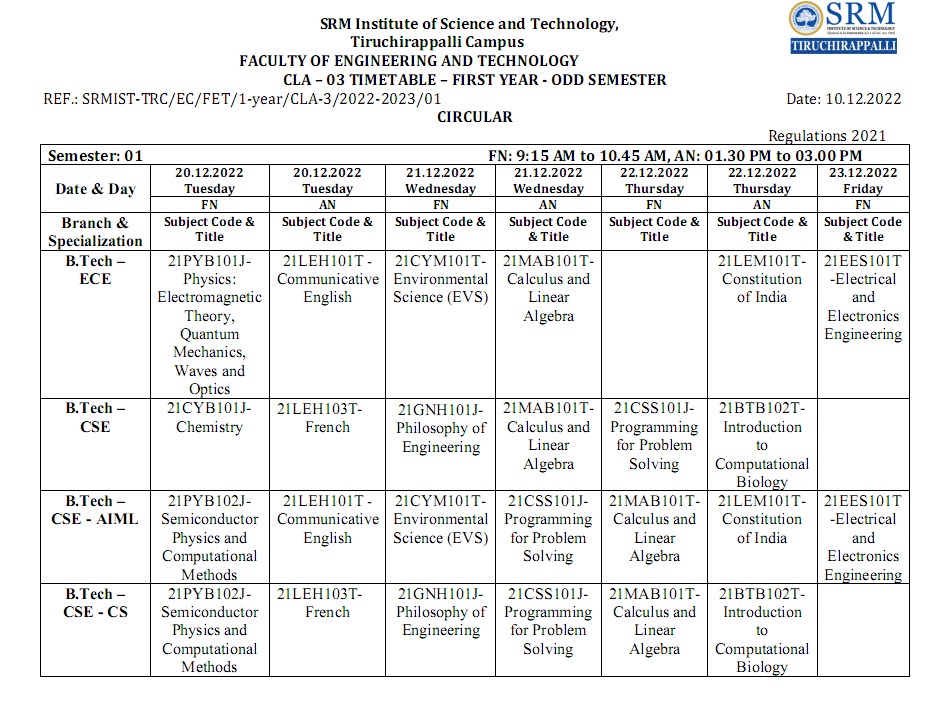 SRM Institute of Science and Technology,
Tiruchirappalli Campus
FACULTY OF ENGINEERING AND TECHNOLOGY
CLA – 03 TIMETABLE – FIRST YEAR - ODD SEMESTER
REF.: SRMIST-TRC/EC/FET/1-year/CLA-3/2022-2023/01 Date: 10.12.2022
CIRCULAR
SRM
INSTITUTE OF SCIENCE & TECHNOLOGY
TIRUCHIRAPPALLI
Regulations 2021
Semester: 01 FN: 9:15 AM to 10.45 AM, AN: 01.30 PM to 03.00 PM
Date & Day
20.12.2022
Tuesday
FN
20.12.2022
Tuesday
AN
21.12.2022
Wednesday
FN
21.12.2022
Wednesday
AN
22.12.2022
Thursday
FN
22.12.2022
Thursday
AN
23.12.2022
Friday
FN
Branch &
Specialization
Subject Code &
Title
Subject Code &
Title
Subject Code &
Title
Subject Code
& Title
Subject Code &
Title
Subject Code &
Title
Subject Code
& Title
B.Tech –
ECE
21PYB101J-
Physics:
Electromagnetic
Theory,
Quantum
Mechanics,
Waves and
Optics
21LEH101T -
Communicative
English
21CYM101T-
Environmental
Science (EVS)
21MAB101T-
Calculus and
Linear
Algebra
21LEM101T-
Constitution
of India
21EES101T
-Electrical
and
Electronics
Engineering
B.Tech –
CSE
21CYB101J-
Chemistry
21LEH103T-
French
21GNH101J-
Philosophy of
Engineering
21MAB101T-
Calculus and
Linear
Algebra
21CSS101J-
Programming
for Problem
Solving
21BTB102T-
Introduction
to
Computational
Biology
B.Tech –
CSE - AIML
21PYB102J-
Semiconductor
Physics and
Computational
Methods
21LEH101T -
Communicative
English
21CYM101T-
Environmental
Science (EVS)
21CSS101J-
Programming
for Problem
Solving
21MAB101T-
Calculus and
Linear
Algebra
21LEM101T-
Constitution
of India
21EES101T
-Electrical
and
Electronics
Engineering
B.Tech –
CSE - CS
21PYB102J-
Semiconductor
Physics and
Computational
Methods
21LEH103T-
French
21GNH101J-
Philosophy of
Engineering
21CSS101J-
Programming
for Problem
Solving
21MAB101T-
Calculus and
Linear
Algebra
21BTB102T-
Introduction
to
Computational
Biology